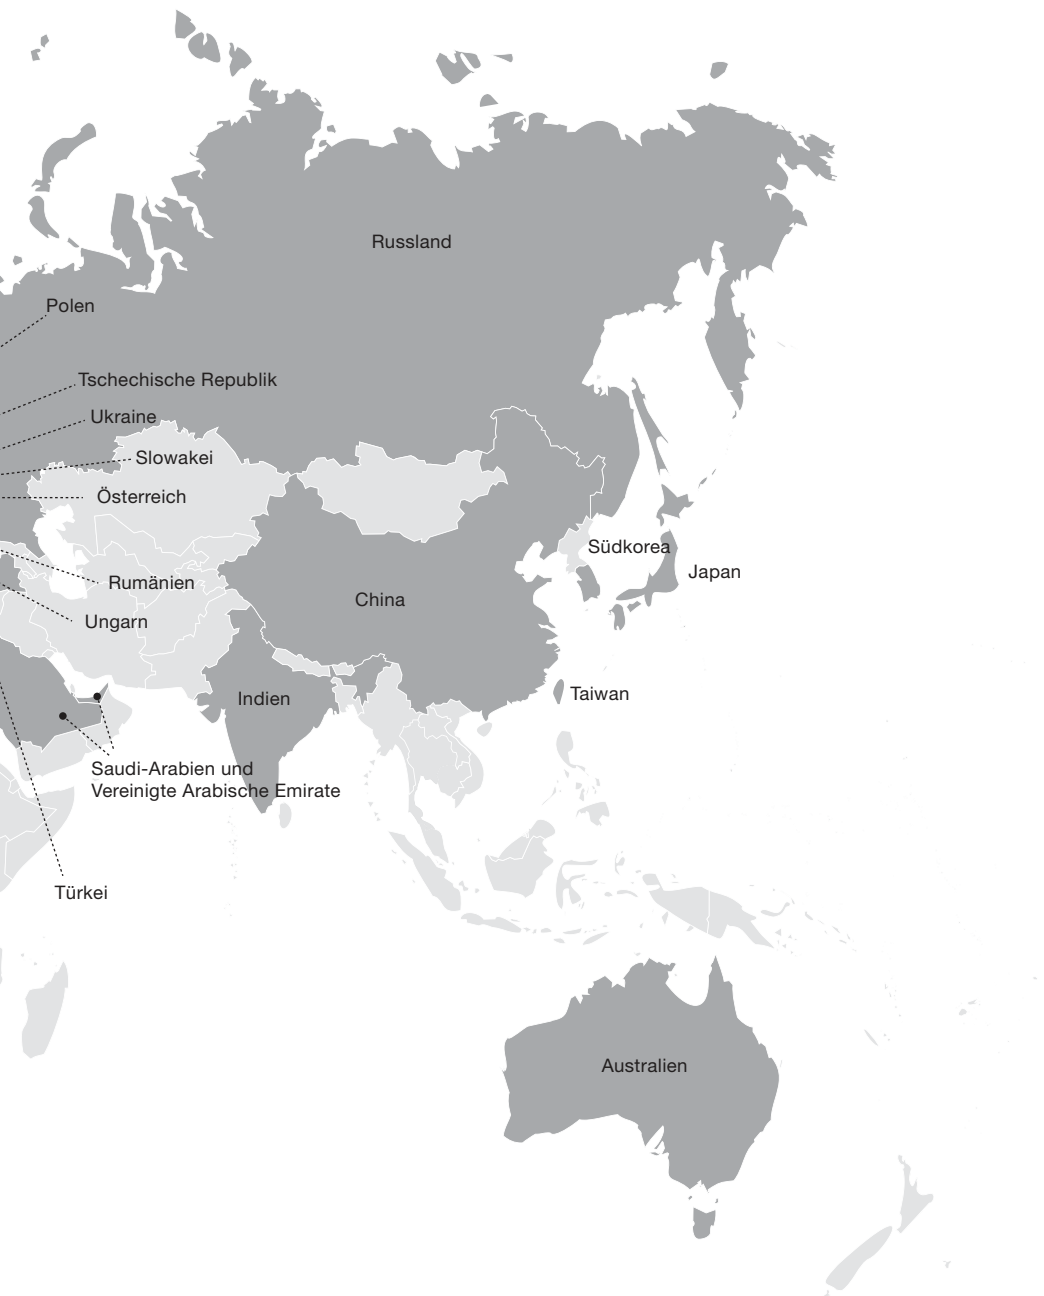 Russland
Polen
Tschechische Republik
Ukraine
Slowakei
Österreich
Südkorea
Japan
Rumänien
China
Ungarn
Taiwan
Indien
Saudi-Arabien und
Vereinigte Arabische Emirate
Türkei
Australien